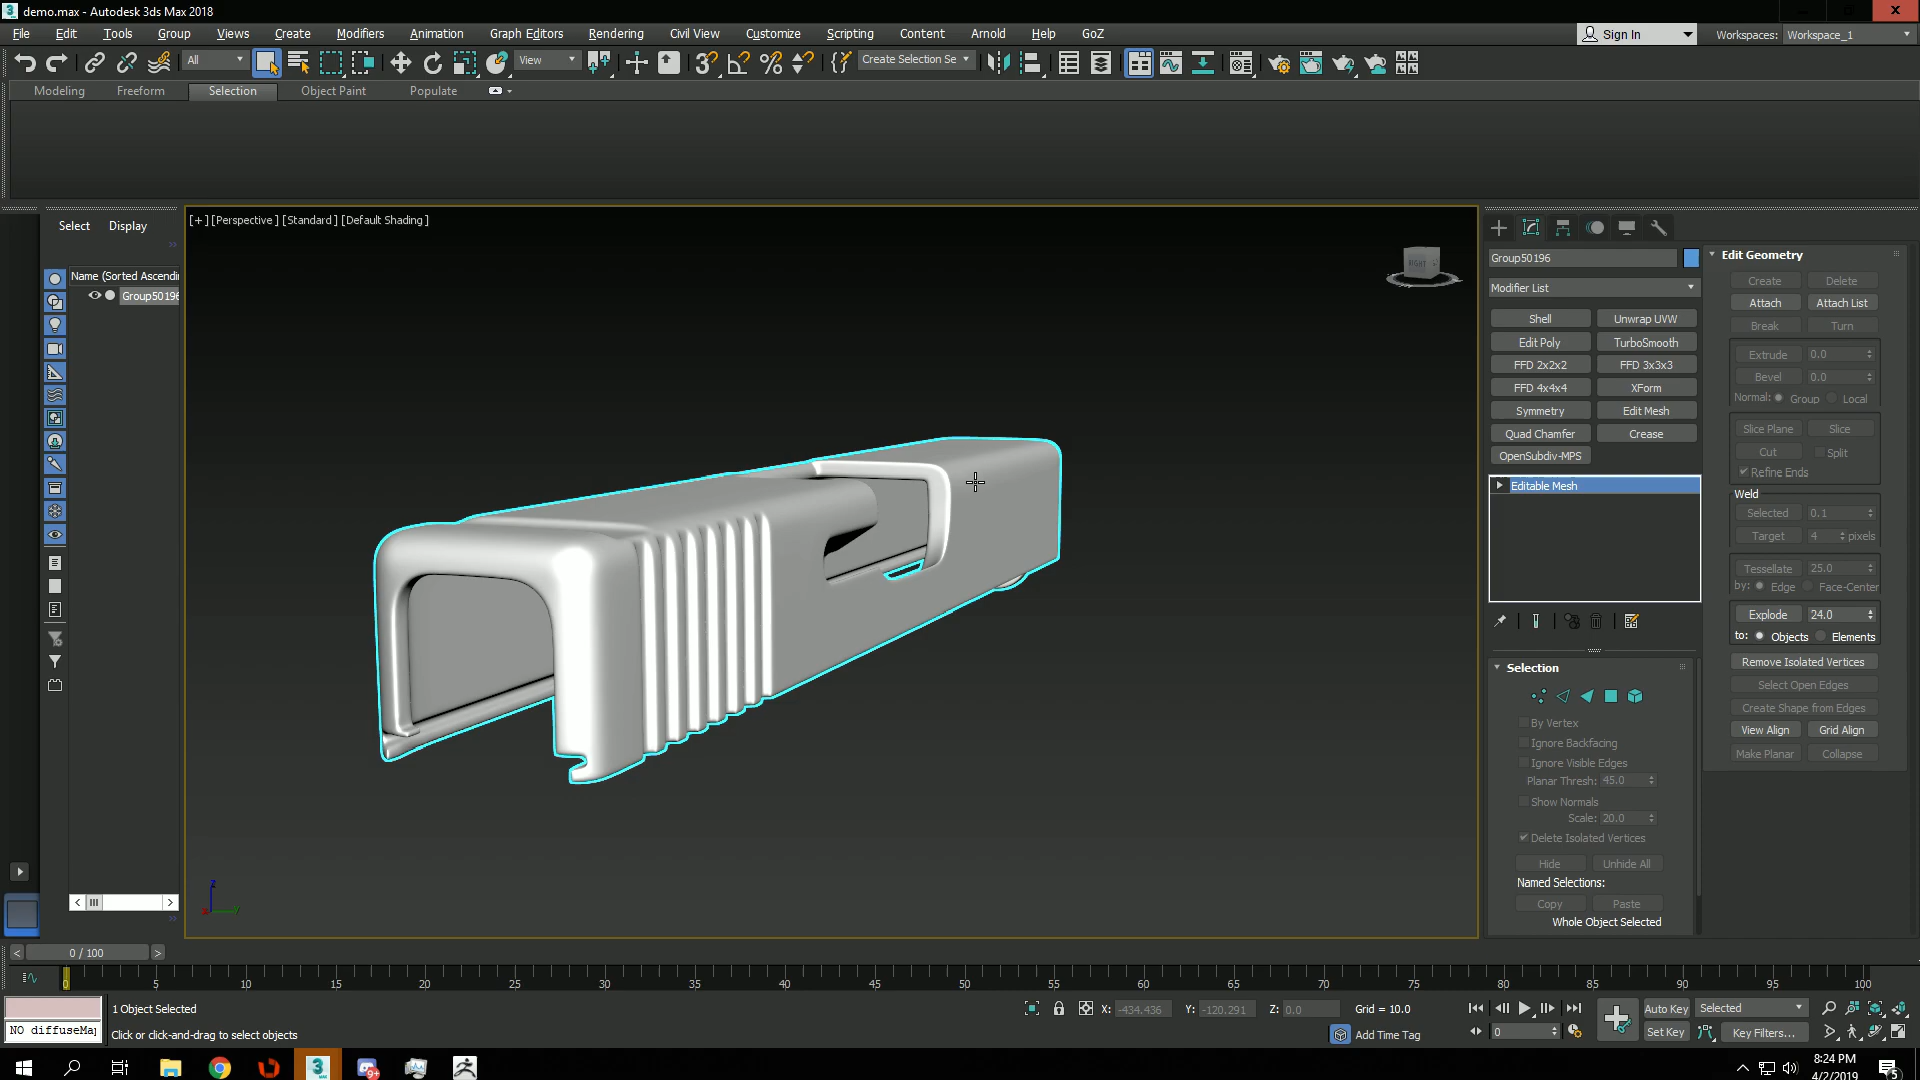 demo.max - Autodesk 3ds Max 2018
File Edit Tools Group Views Create Modifiers Animation Graph Editors Rendering Civil View Customize Scripting Content Arnold Help GoZ
Sign In Workspaces: Workspace_1
All View Create Selection Se
Modeling Freeform Selection Object Paint Populate
Select Display
Name (Sorted Ascendin
Group50196
[+] [Perspective] [Standard] [Default Shading]
RIGHT
Group50196
Modifier List
Shell Unwrap UVW
Edit Poly TurboSmooth
FFD 2x2x2 FFD 3x3x3
FFD 4x4x4 XForm
Symmetry Edit Mesh
Quad Chamfer Crease
OpenSubdiv-MPS
Editable Mesh
Selection
By Vertex
Ignore Backfacing
Ignore Visible Edges
Planar Thresh: 45.0
Show Normals
Scale: 20.0
Delete Isolated Vertices
Hide Unhide All
Named Selections:
Copy Paste
Whole Object Selected
Edit Geometry
Create Delete
Attach Attach List
Break Turn
Extrude 0.0
Bevel 0.0
Normal: Group Local
Slice Plane Slice
Cut Split
Refine Ends
Weld
Selected 0.1
Target 4 pixels
Tessellate 25.0
by: Edge Face-Center
Explode 24.0
to: Objects Elements
Remove Isolated Vertices
Select Open Edges
Create Shape from Edges
View Align Grid Align
Make Planar Collapse
z
< 0 / 100 >
0 5 10 15 20 25 30 35 40 45 50 55 60 65 70 75 80 85 90 95 100
1 Object Selected X: -434.436 Y: -120.291 Z: 0.0 Grid = 10.0 Auto Key Selected
NO diffuseMap Click or click-and-drag to select objects Add Time Tag 0 Set Key Key Filters...
8:24 PM
4/2/2019
5